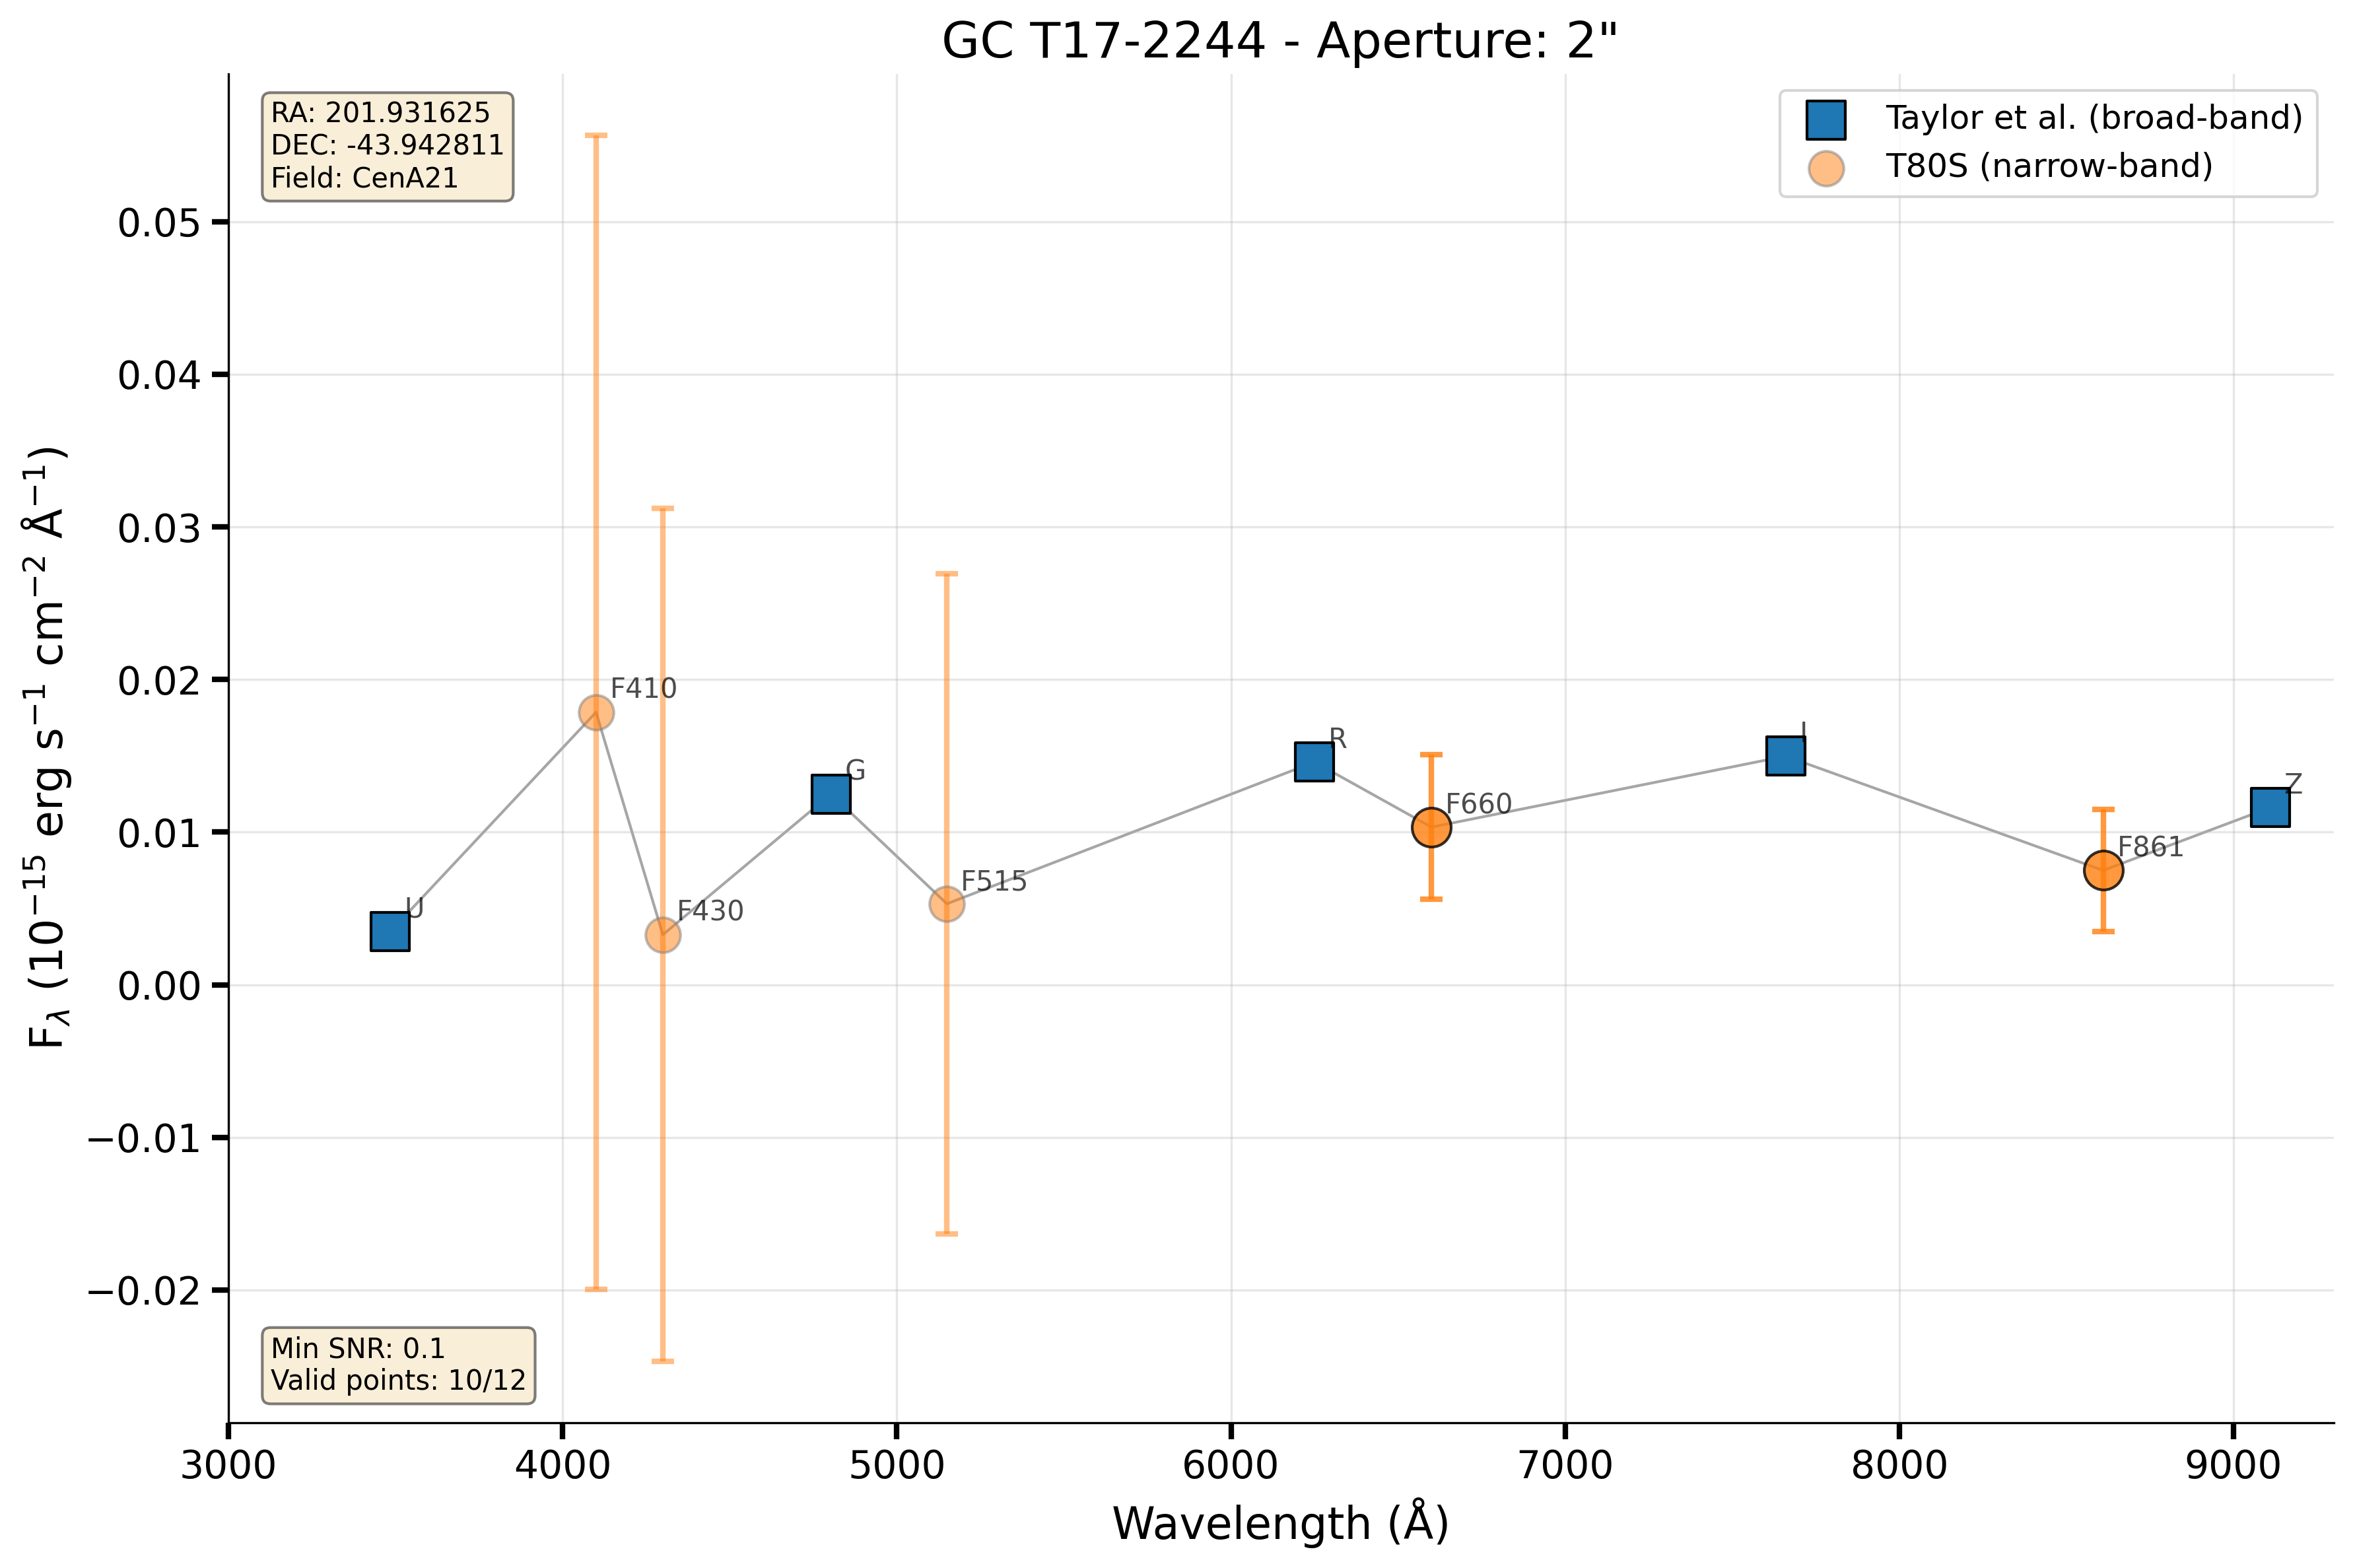 GC T17-2244 - Aperture: 2"
RA: 201.931625
DEC: -43.942811
Field: CenA21
Taylor et al. (broad-band)
T80S (narrow-band)
F_λ (10^−15 erg s^−1 cm^−2 Å^−1)
0.05
0.04
0.03
0.02
0.01
0.00
−0.01
−0.02
U
F410
F430
G
F515
R
F660
I
F861
Z
Min SNR: 0.1
Valid points: 10/12
3000 4000 5000 6000 7000 8000 9000
Wavelength (Å)